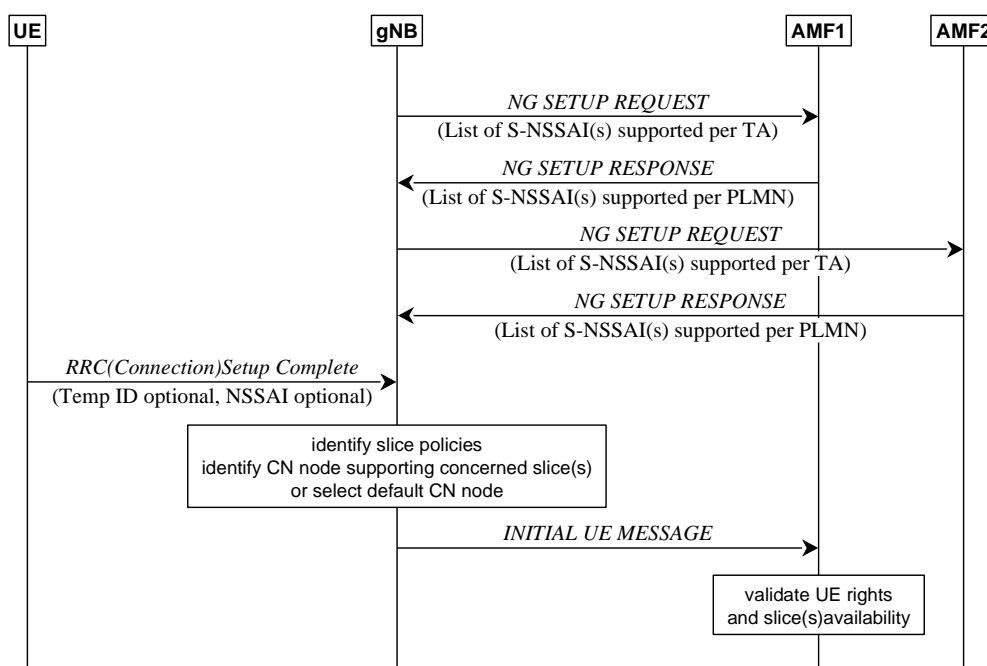 UE gNB AMF1 AMF2
NG SETUP REQUEST
(List of S-NSSAI(s) supported per TA)
NG SETUP RESPONSE
(List of S-NSSAI(s) supported per PLMN)
NG SETUP REQUEST
(List of S-NSSAI(s) supported per TA)
NG SETUP RESPONSE
(List of S-NSSAI(s) supported per PLMN)
RRC(Connection)Setup Complete
(Temp ID optional, NSSAI optional)
identify slice policies
identify CN node supporting concerned slice(s)
or select default CN node
INITIAL UE MESSAGE
validate UE rights
and slice(s)availability